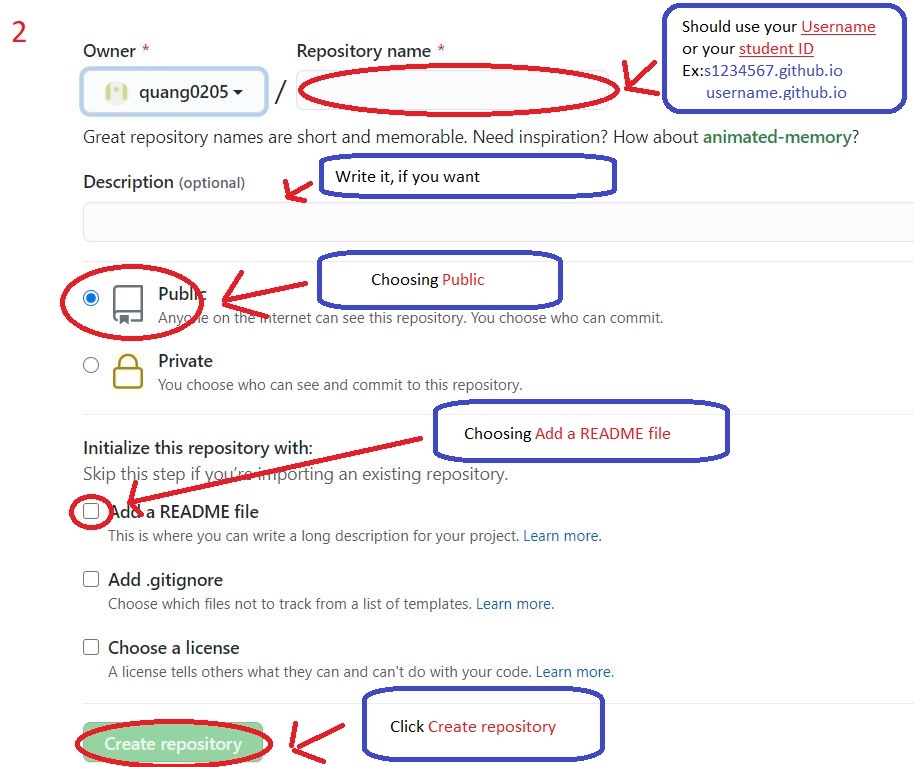 2
Should use your Username
or your student ID
Ex:s1234567.github.io
username.github.io
Owner * Repository name *
quang0205 /
Great repository names are short and memorable. Need inspiration? How about animated-memory?
Description (optional)
Write it, if you want
Choosing Public
Public
Anyone on the internet can see this repository. You choose who can commit.
Private
You choose who can see and commit to this repository.
Choosing Add a README file
Initialize this repository with:
Skip this step if you're importing an existing repository.
Add a README file
This is where you can write a long description for your project. Learn more.
Add .gitignore
Choose which files not to track from a list of templates. Learn more.
Choose a license
A license tells others what they can and can't do with your code. Learn more.
Click Create repository
Create repository